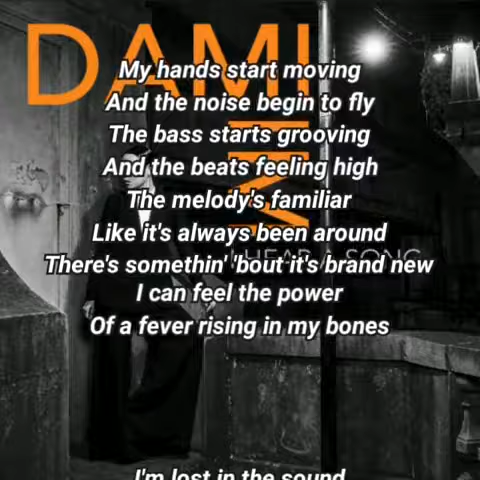 DAMI
IM
I HEAR A SONG
My hands start moving
And the noise begin to fly
The bass starts grooving
And the beats feeling high
The melody's familiar
Like it's always been around
There's somethin' 'bout it's brand new
I can feel the power
Of a fever rising in my bones
I'm lost in the sound